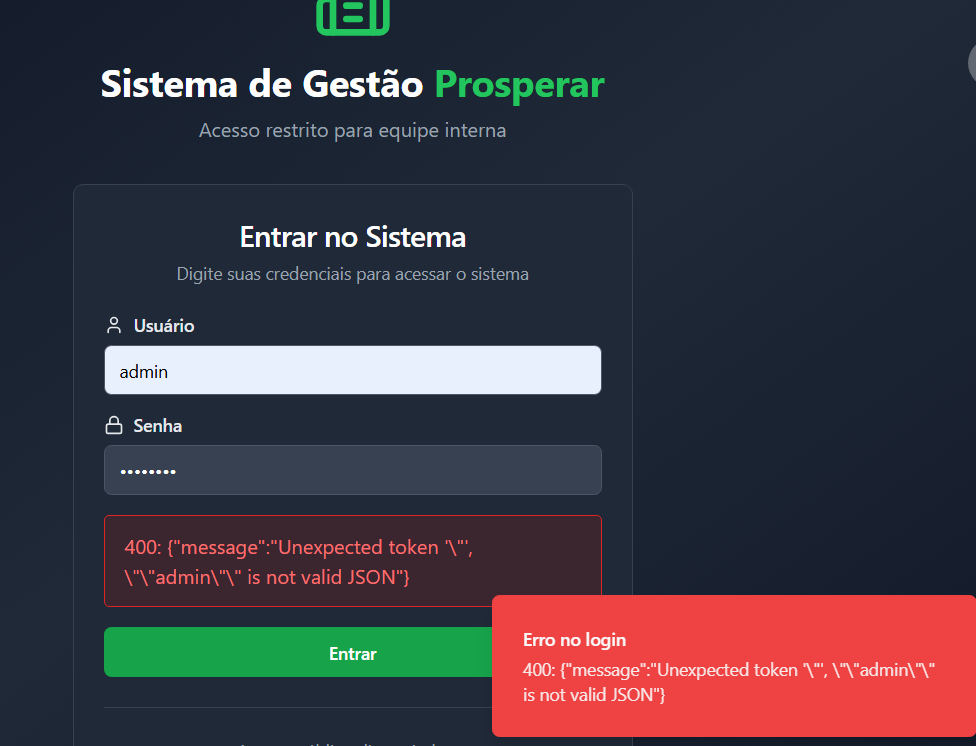 Sistema de Gestão Prosperar
Acesso restrito para equipe interna
Entrar no Sistema
Digite suas credenciais para acessar o sistema
Usuário
admin
Senha
••••••••
400: {"message":"Unexpected token '\"',
\"\"admin\"\" is not valid JSON"}
Entrar
Erro no login
400: {"message":"Unexpected token '\"', \"\"admin\"\"
is not valid JSON"}